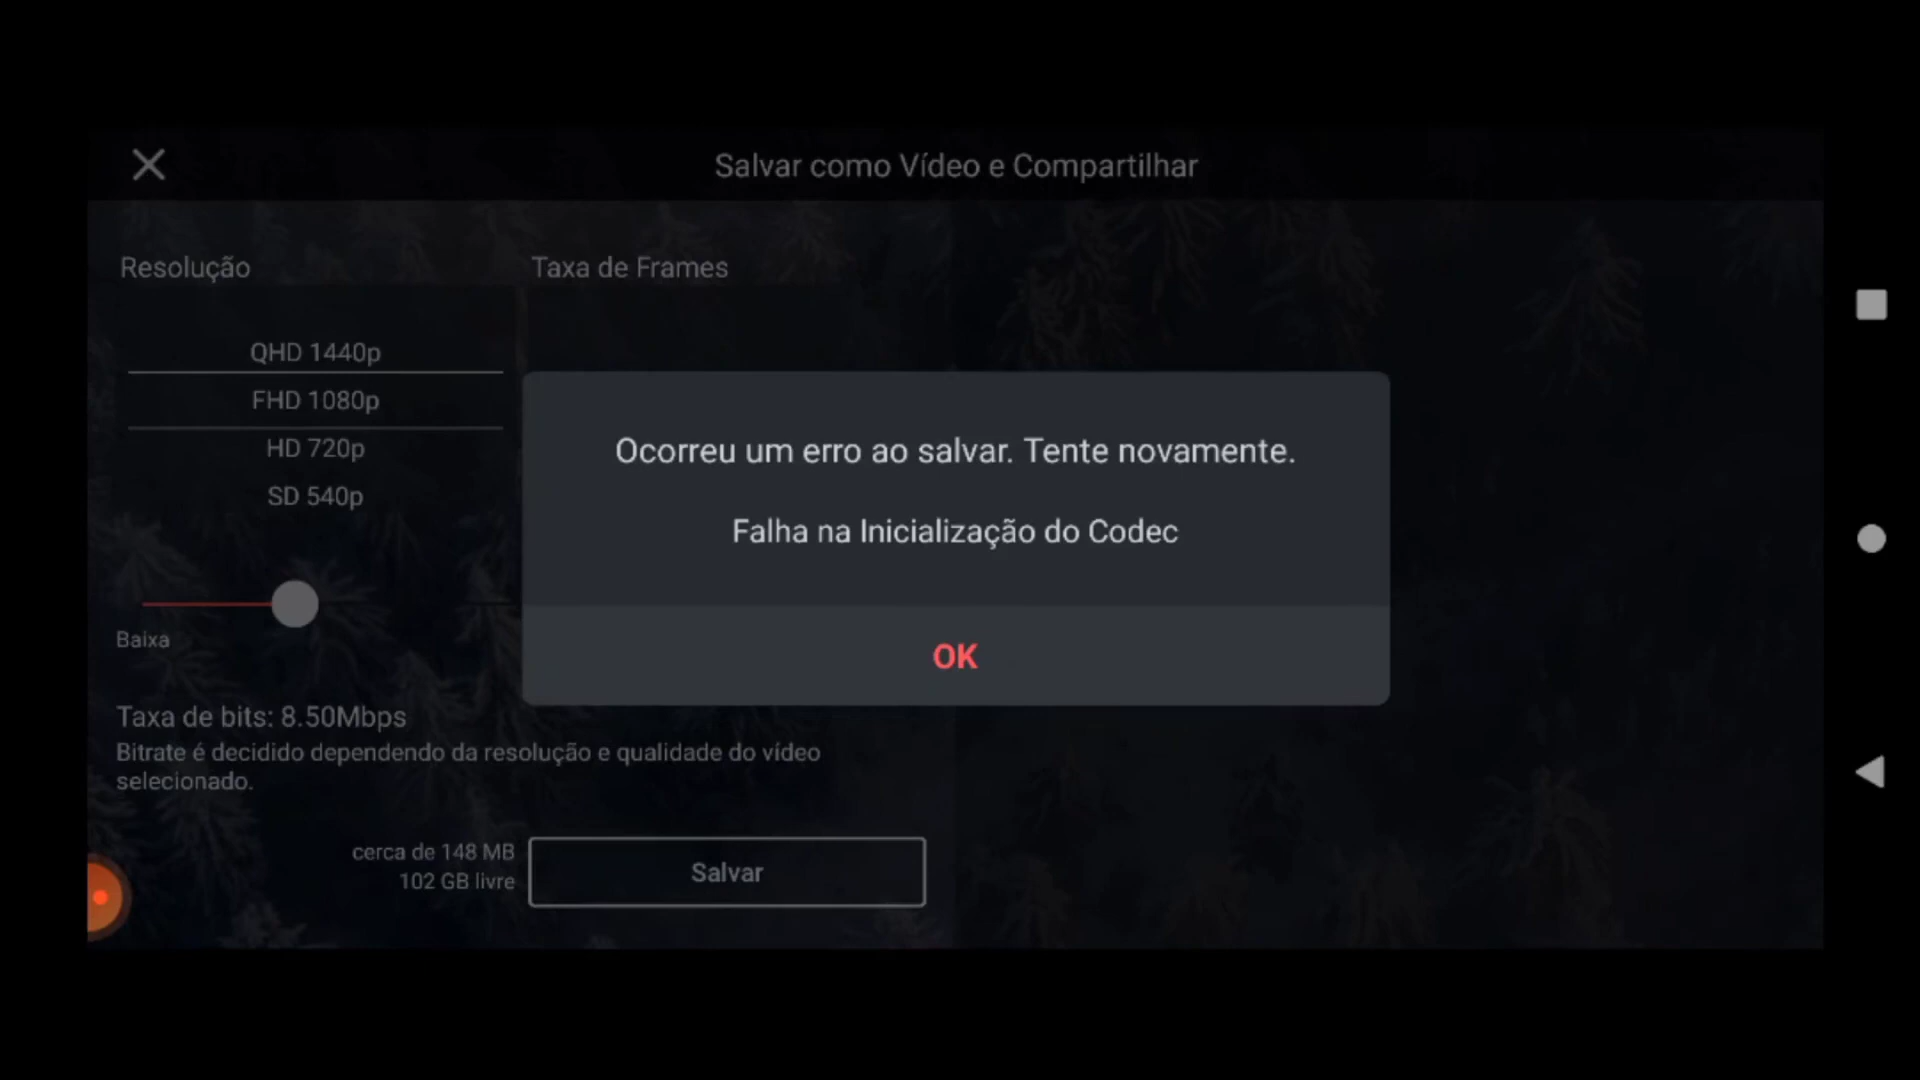 Salvar como Vídeo e Compartilhar
Resolução
Taxa de Frames
QHD 1440p
FHD 1080p
HD 720p
SD 540p
Ocorreu um erro ao salvar. Tente novamente.
Falha na Inicialização do Codec
OK
Baixa
Taxa de bits: 8.50Mbps
Bitrate é decidido dependendo da resolução e qualidade do vídeo
selecionado.
cerca de 148 MB
102 GB livre
Salvar